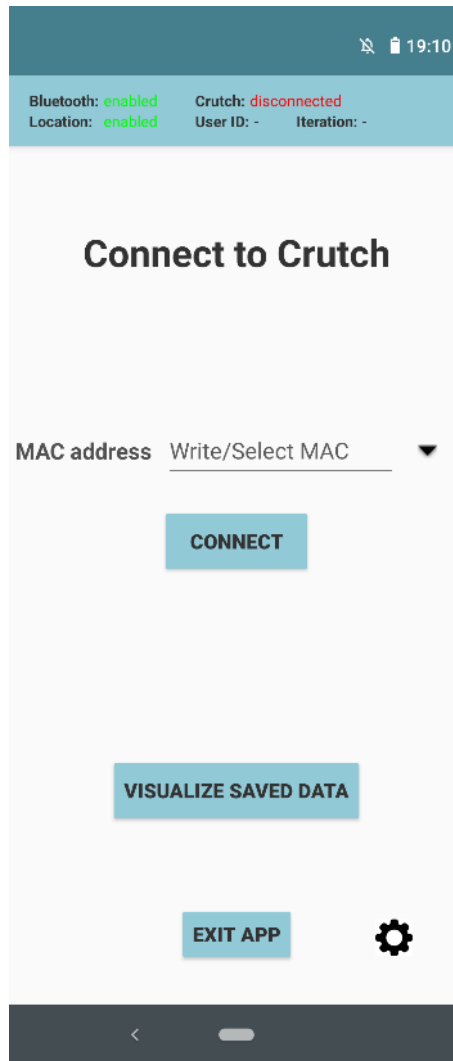 19:10
Bluetooth: enabled Crutch: disconnected
Location: enabled User ID: - Iteration: -
Connect to Crutch
MAC address Write/Select MAC
CONNECT
VISUALIZE SAVED DATA
EXIT APP